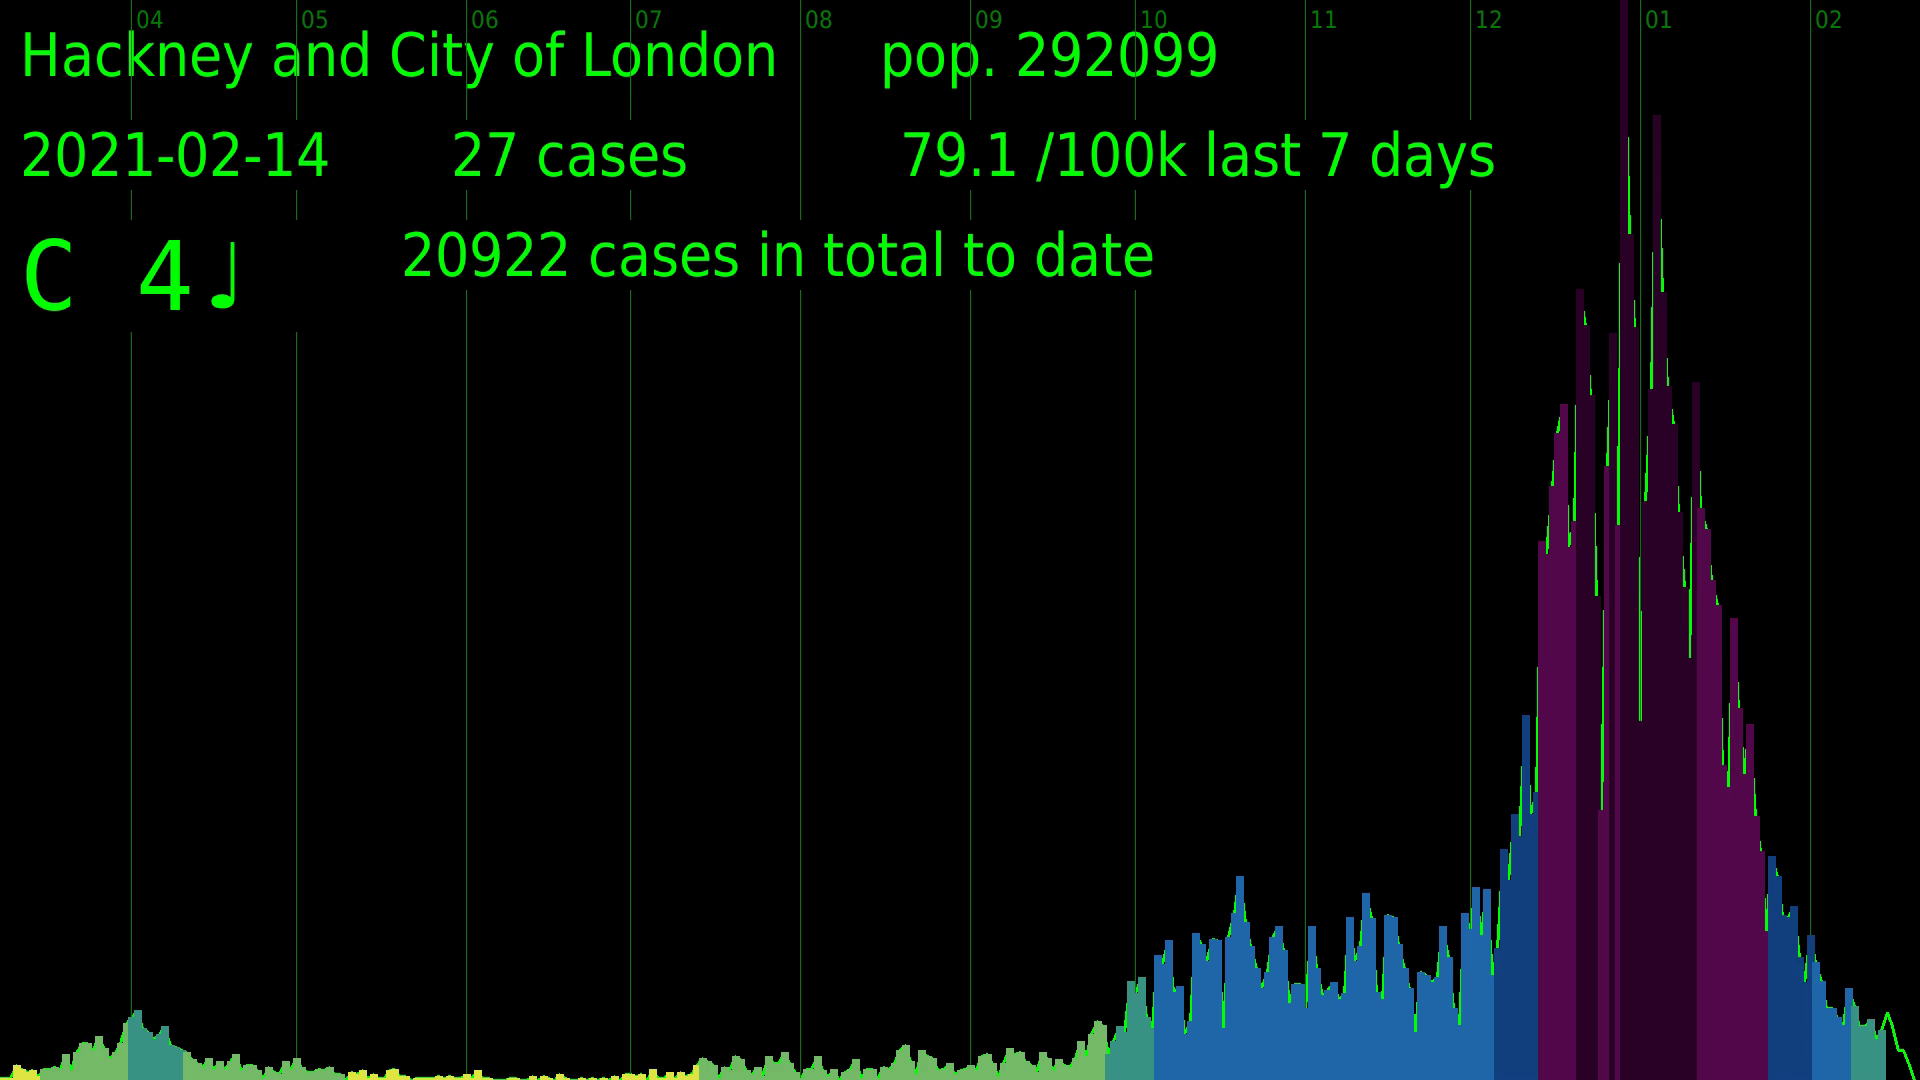 04 05 06 07 08 09 10 11 12 01 02
Hackney and City of London pop. 292099
2021-02-14 27 cases 79.1 /100k last 7 days
C 4♩ 20922 cases in total to date